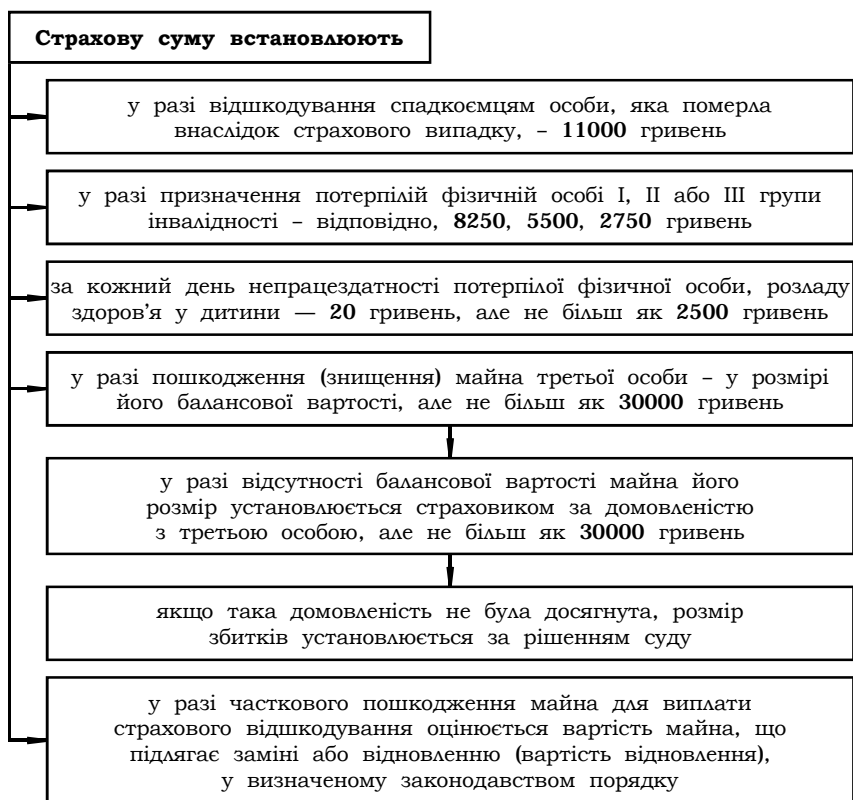 Страхову суму встановлюють
у разі відшкодування спадкоємцям особи, яка померла
внаслідок страхового випадку, – 11000 гривень
у разі призначення потерпілій фізичній особі I, II або III групи
інвалідності – відповідно, 8250, 5500, 2750 гривень
за кожний день непрацездатності потерпілої фізичної особи, розладу
здоров'я у дитини — 20 гривень, але не більш як 2500 гривень
у разі пошкодження (знищення) майна третьої особи – у розмірі
його балансової вартості, але не більш як 30000 гривень
у разі відсутності балансової вартості майна його
розмір установлюється страховиком за домовленістю
з третьою особою, але не більш як 30000 гривень
якщо така домовленість не була досягнута, розмір
збитків установлюється за рішенням суду
у разі часткового пошкодження майна для виплати
страхового відшкодування оцінюється вартість майна, що
підлягає заміні або відновленню (вартість відновлення),
у визначеному законодавством порядку